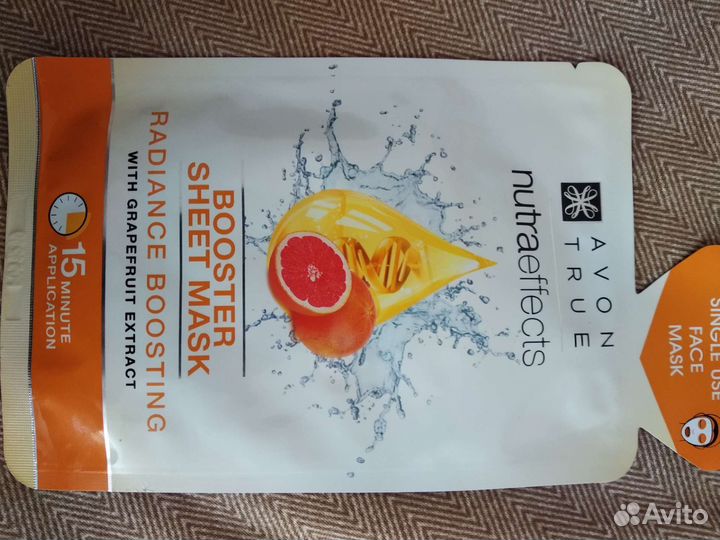 SINGLE USE
FACE
MASK
AVON
TRUE
nutraeffects
BOOSTER
SHEET MASK
RADIANCE BOOSTING
WITH GRAPEFRUIT EXTRACT
15 MINUTE
APPLICATION
Avito